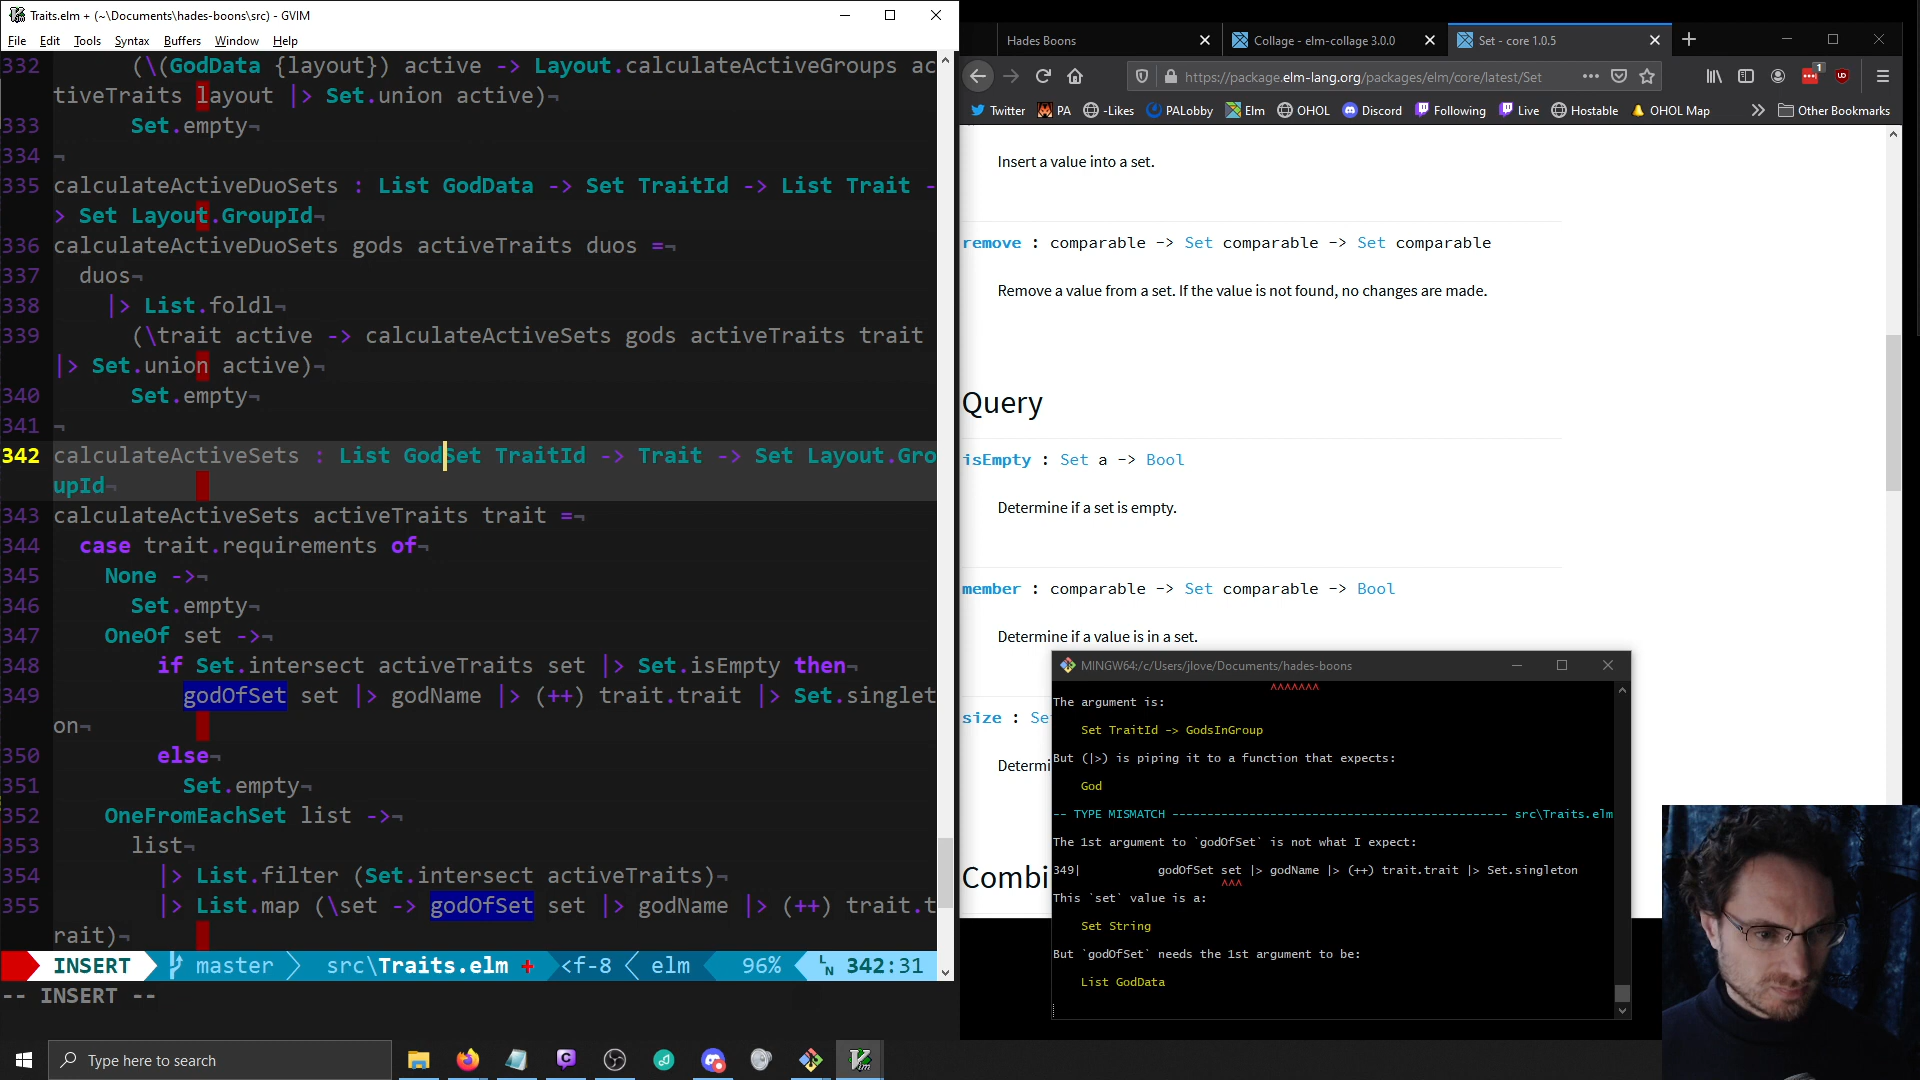 Traits.elm + (~\Documents\hades-boons\src) - GVIM
File Edit Tools Syntax Buffers Window Help
332 (\(GodData {layout}) active -> Layout.calculateActiveGroups ac
tiveTraits layout |> Set.union active)¬
333 Set.empty¬
334 ¬
335 calculateActiveDuoSets : List GodData -> Set TraitId -> List Trait -
> Set Layout.GroupId¬
336 calculateActiveDuoSets gods activeTraits duos =¬
337 duos¬
338 |> List.foldl¬
339 (\trait active -> calculateActiveSets gods activeTraits trait
|> Set.union active)¬
340 Set.empty¬
341 ¬
342 calculateActiveSets : List GodSet TraitId -> Trait -> Set Layout.Gro
upId¬
343 calculateActiveSets activeTraits trait =¬
344 case trait.requirements of¬
345 None ->¬
346 Set.empty¬
347 OneOf set ->¬
348 if Set.intersect activeTraits set |> Set.isEmpty then¬
349 godOfSet set |> godName |> (++) trait.trait |> Set.singlet
on¬
350 else¬
351 Set.empty¬
352 OneFromEachSet list ->¬
353 list¬
354 |> List.filter (Set.intersect activeTraits)¬
355 |> List.map (\set -> godOfSet set |> godName |> (++) trait.t
rait)¬
INSERT master src\Traits.elm + <f-8 elm 96% LN 342:31
-- INSERT --
Type here to search
Hades Boons
Collage - elm-collage 3.0.0
Set - core 1.0.5
https://package.elm-lang.org/packages/elm/core/latest/Set
Twitter PA -Likes PALobby Elm OHOL Discord Following Live Hostable OHOL Map Other Bookmarks
Insert a value into a set.
remove : comparable -> Set comparable -> Set comparable
Remove a value from a set. If the value is not found, no changes are made.
Query
isEmpty : Set a -> Bool
Determine if a set is empty.
member : comparable -> Set comparable -> Bool
Determine if a value is in a set.
size : Se
Determi
Combi
MINGW64:/c/Users/jlove/Documents/hades-boons
^^^^^^^
The argument is:
Set TraitId -> GodsInGroup
But (|>) is piping it to a function that expects:
God
-- TYPE MISMATCH ---------------------------------------------- src\Traits.elm
The 1st argument to `godOfSet` is not what I expect:
349| godOfSet set |> godName |> (++) trait.trait |> Set.singleton
^^^
This `set` value is a:
Set String
But `godOfSet` needs the 1st argument to be:
List GodData